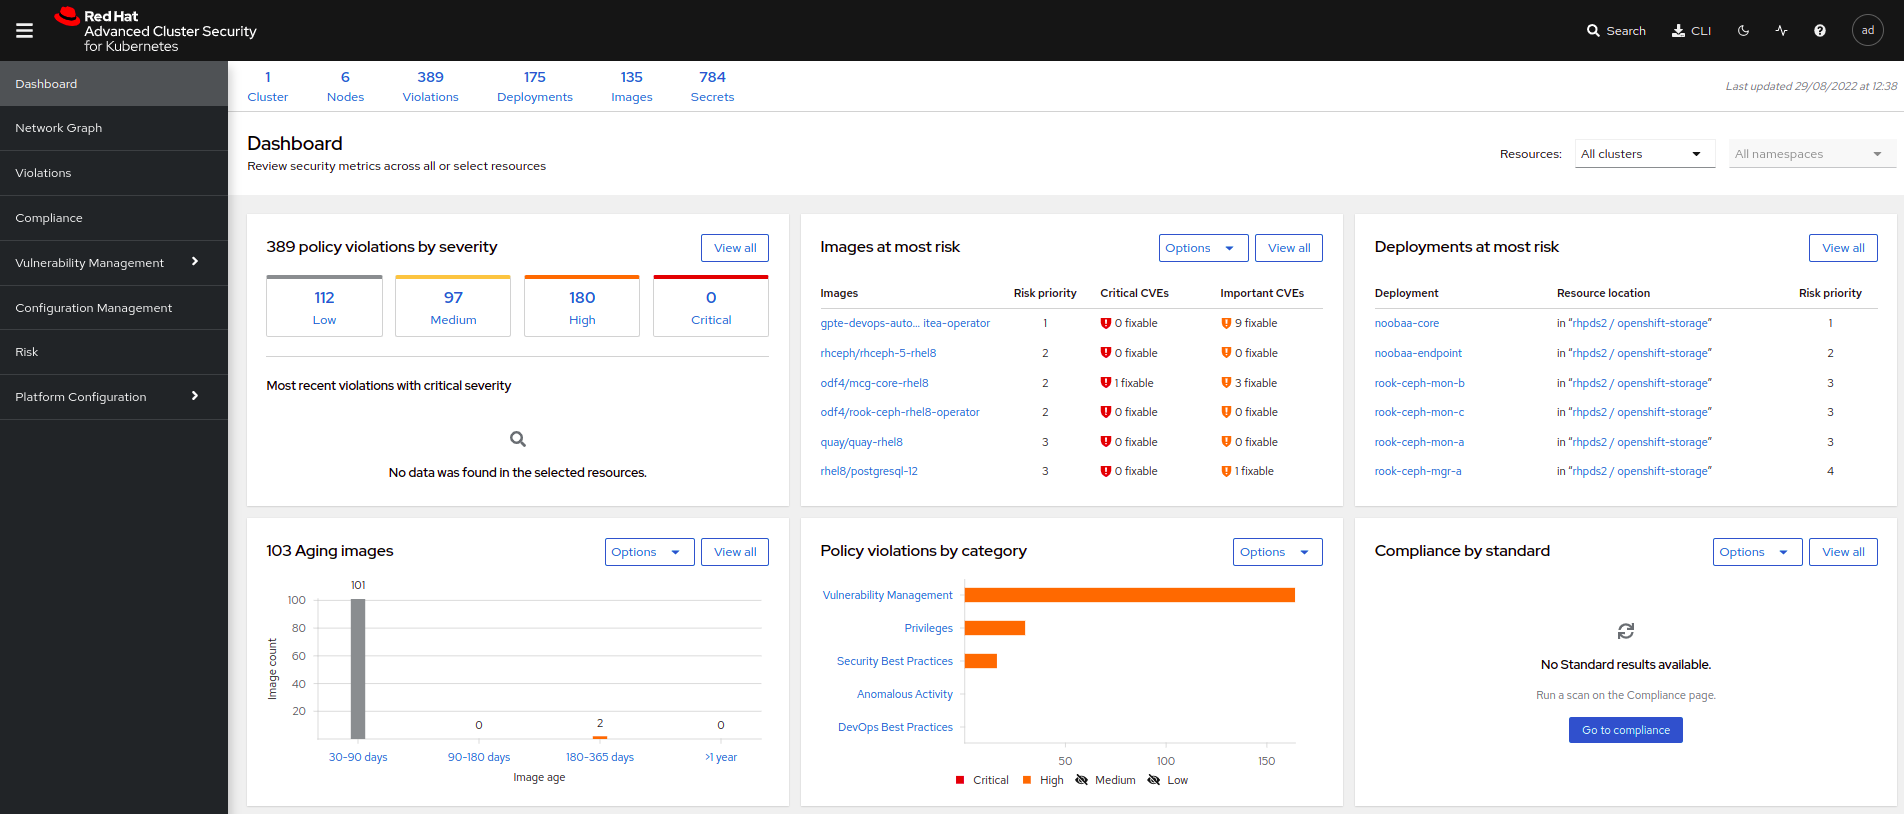 Red Hat
Advanced Cluster Security
for Kubernetes
Search
CLI
ad
Dashboard
Network Graph
Violations
Compliance
Vulnerability Management
Configuration Management
Risk
Platform Configuration
1 6 389 175 135 784
Cluster Nodes Violations Deployments Images Secrets
Last updated 29/08/2022 at 12:38
Dashboard
Review security metrics across all or select resources
Resources: All clusters All namespaces
389 policy violations by severity
View all
112 97 180 0
Low Medium High Critical
Most recent violations with critical severity
No data was found in the selected resources.
Images at most risk
Options View all
Images Risk priority Critical CVEs Important CVEs
gpte-devops-auto... itea-operator 1 0 fixable 9 fixable
rhceph/rhceph-5-rhel8 2 0 fixable 0 fixable
odf4/mcg-core-rhel8 2 1 fixable 3 fixable
odf4/rook-ceph-rhel8-operator 2 0 fixable 0 fixable
quay/quay-rhel8 3 0 fixable 0 fixable
rhel8/postgresql-12 3 0 fixable 1 fixable
Deployments at most risk
View all
Deployment Resource location Risk priority
noobaa-core in “rhpds2 / openshift-storage” 1
noobaa-endpoint in “rhpds2 / openshift-storage” 2
rook-ceph-mon-b in “rhpds2 / openshift-storage” 3
rook-ceph-mon-c in “rhpds2 / openshift-storage” 3
rook-ceph-mon-a in “rhpds2 / openshift-storage” 3
rook-ceph-mgr-a in “rhpds2 / openshift-storage” 4
103 Aging images
Options View all
101
100
80
60
40
20
Image count
0 2 0
30-90 days 90-180 days 180-365 days >1 year
Image age
Policy violations by category
Options
Vulnerability Management
Privileges
Security Best Practices
Anomalous Activity
DevOps Best Practices
50 100 150
Critical High Medium Low
Compliance by standard
Options View all
No Standard results available.
Run a scan on the Compliance page.
Go to compliance